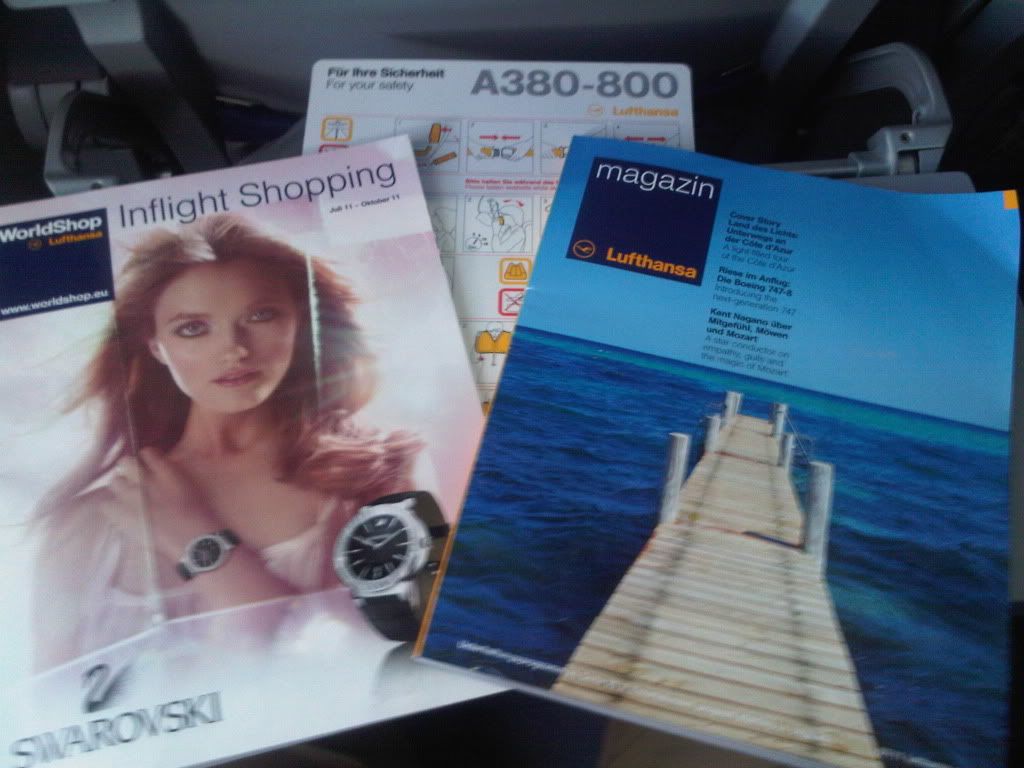 Für Ihre Sicherheit
For your safety
A380-800
Lufthansa
WorldShop
Lufthansa
www.worldshop.eu
Inflight Shopping
Juli 11 – Oktober 11
SWAROVSKI
magazin
Lufthansa
Cover Story
Land des Lichts:
Unterwegs an
der Côte d'Azur
A light-filled tour
of the Côte d'Azur
Riese im Anflug:
Die Boeing 747-8
Introducing the
next-generation 747
Kent Nagano über
Mitgefühl, Möwen
und Mozart
A star conductor on
empathy, gulls and
the magic of Mozart